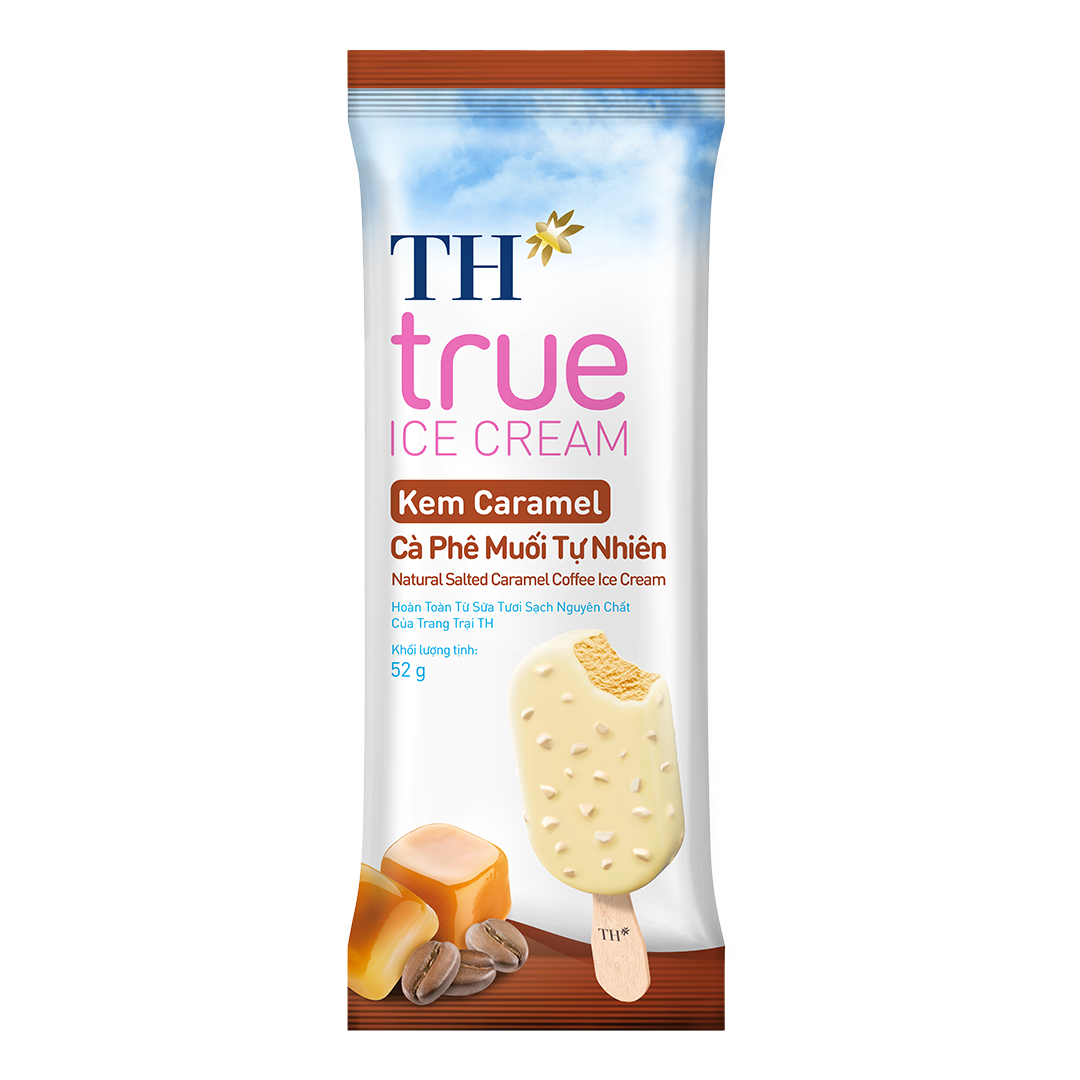 TH
true
ICE CREAM
Kem Caramel
Cà Phê Muối Tự Nhiên
Natural Salted Caramel Coffee Ice Cream
Hoàn Toàn Từ Sữa Tươi Sạch Nguyên Chất
Của Trang Trại TH
Khối lượng tịnh:
52 g
TH